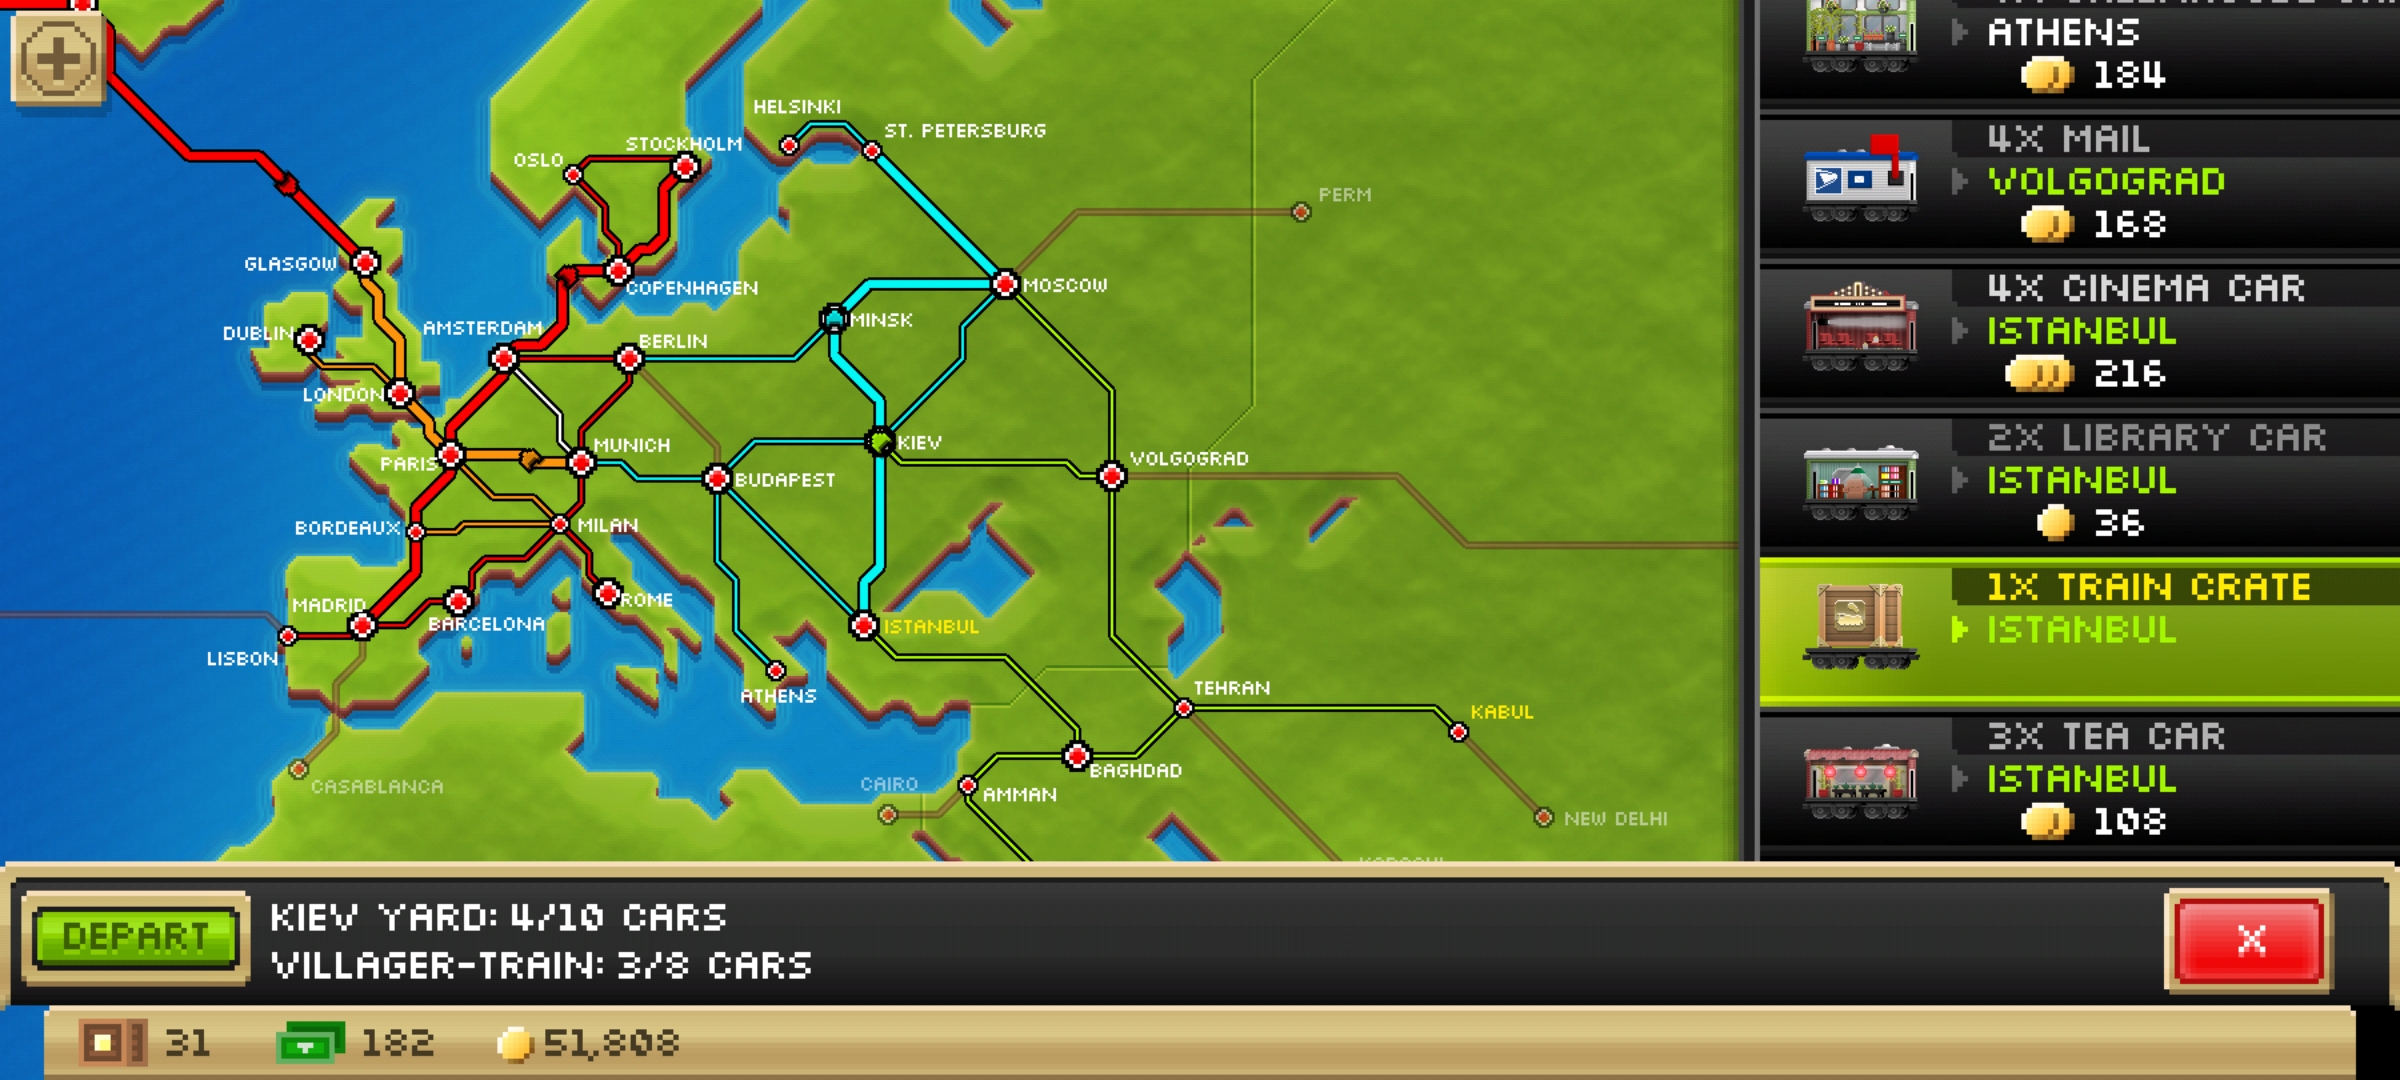 ATHENS
184
4X MAIL
VOLGOGRAD
168
4X CINEMA CAR
ISTANBUL
216
2X LIBRARY CAR
ISTANBUL
36
1X TRAIN CRATE
ISTANBUL
3X TEA CAR
ISTANBUL
108
HELSINKI
ST. PETERSBURG
STOCKHOLM
OSLO
PERM
GLASGOW
COPENHAGEN
MOSCOW
DUBLIN
AMSTERDAM
BERLIN
MINSK
LONDON
MUNICH
KIEV
PARIS
BUDAPEST
VOLGOGRAD
BORDEAUX
MILAN
MADRID
BARCELONA
ROME
ISTANBUL
LISBON
ATHENS
TEHRAN
KABUL
CASABLANCA
CAIRO
AMMAN
BAGHDAD
NEW DELHI
DEPART
KIEV YARD: 4/10 CARS
VILLAGER-TRAIN: 3/8 CARS
X
31
182
51,808